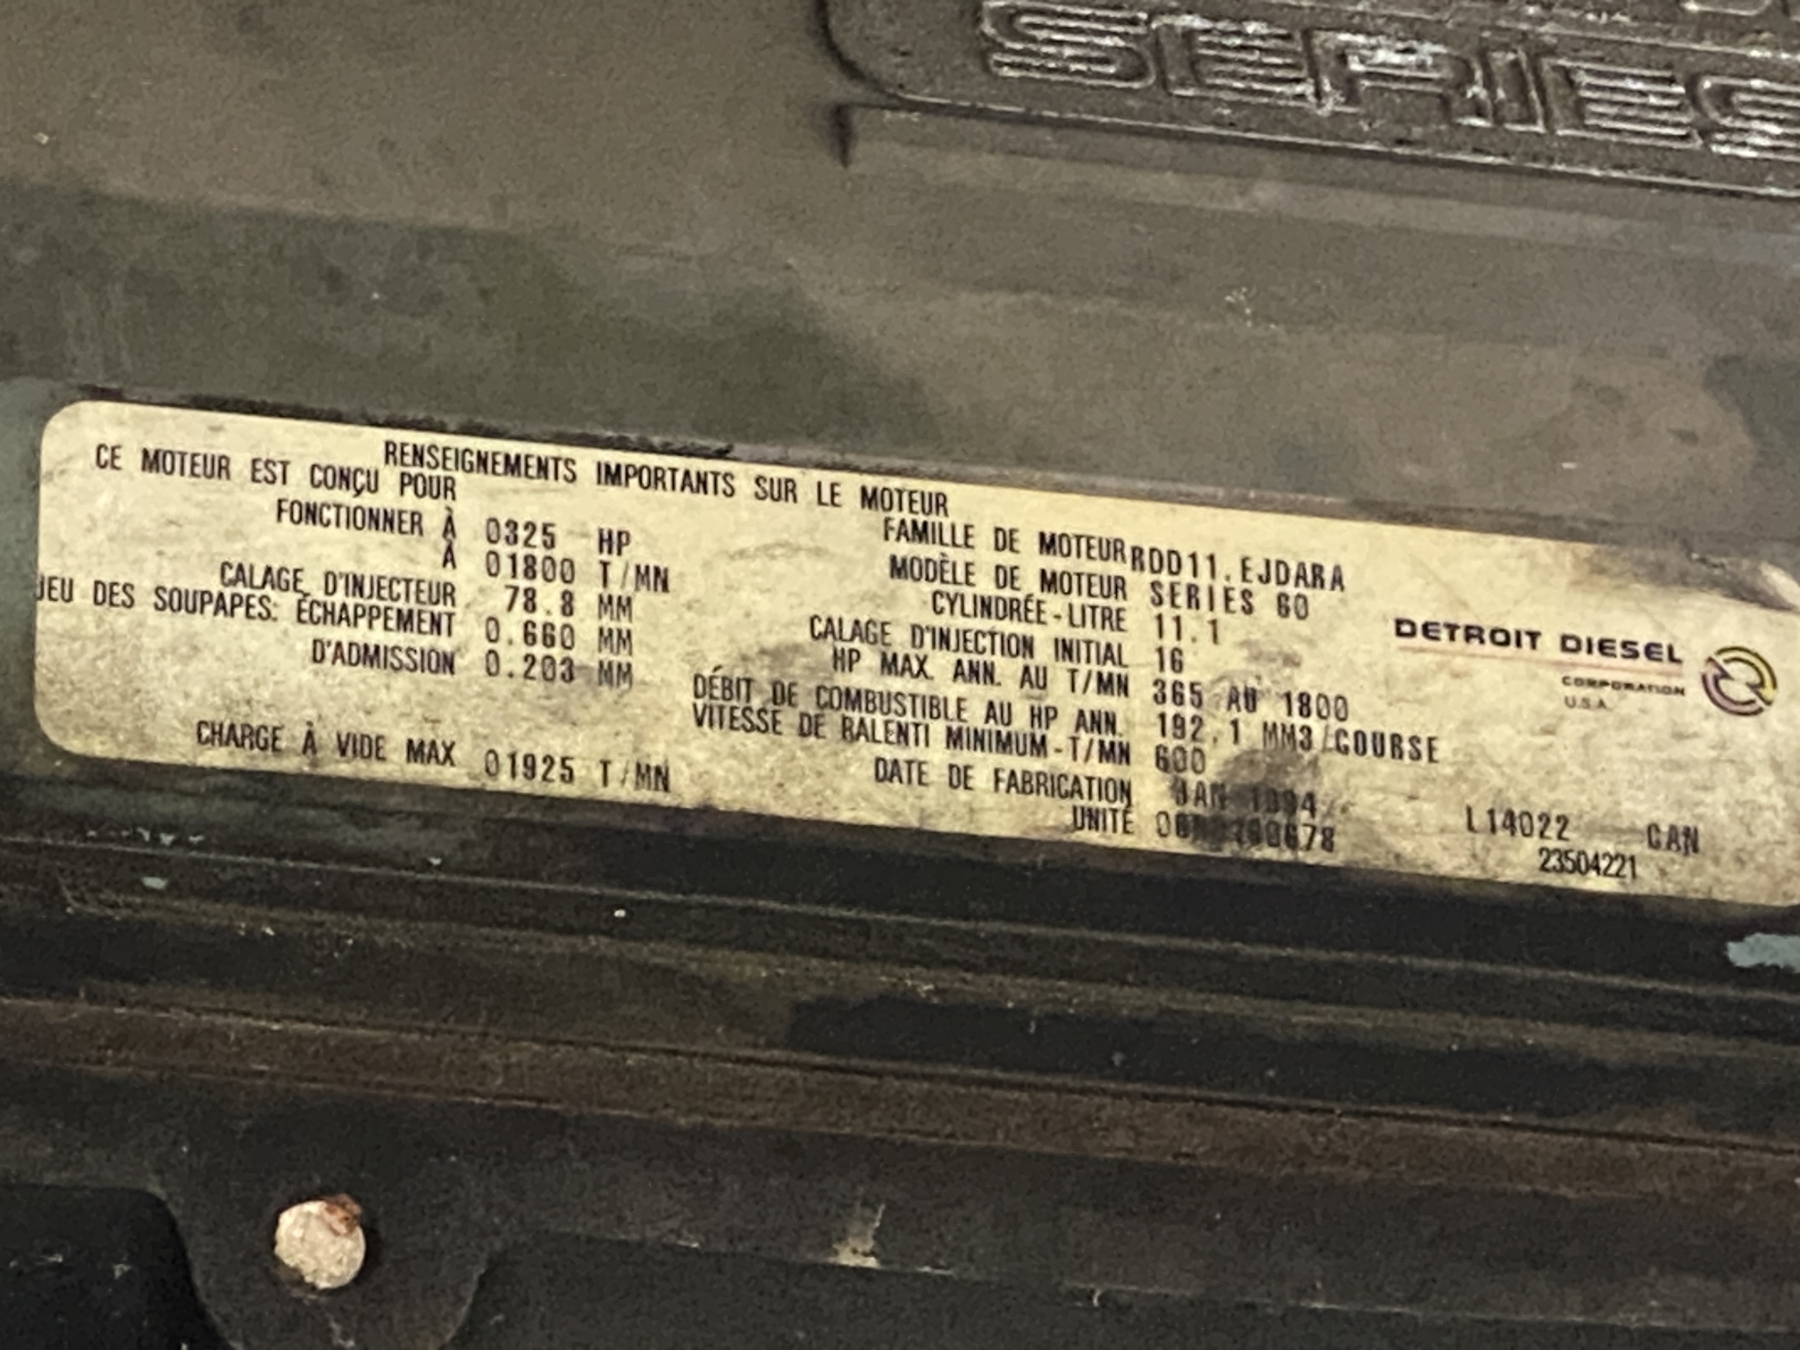 SERIES
RENSEIGNEMENTS IMPORTANTS SUR LE MOTEUR
CE MOTEUR EST CONÇU POUR
FONCTIONNER À 0325 HP
À 01800 T/MN
CALAGE D'INJECTEUR 78.8 MM
JEU DES SOUPAPES: ÉCHAPPEMENT 0.660 MM
D'ADMISSION 0.203 MM
CHARGE À VIDE MAX 01925 T/MN
FAMILLE DE MOTEUR RDD11.EJDARA
MODÈLE DE MOTEUR SERIES 60
CYLINDRÉE-LITRE 11.1
CALAGE D'INJECTION INITIAL 16
HP MAX. ANN. AU T/MN 365 AU 1800
DÉBIT DE COMBUSTIBLE AU HP ANN. 192.1 MM3/COURSE
VITESSE DE RALENTI MINIMUM-T/MN 600
DATE DE FABRICATION JAN 1994
UNITÉ
DETROIT DIESEL
CORPORATION
U.S.A.
L14022 CAN
23504221